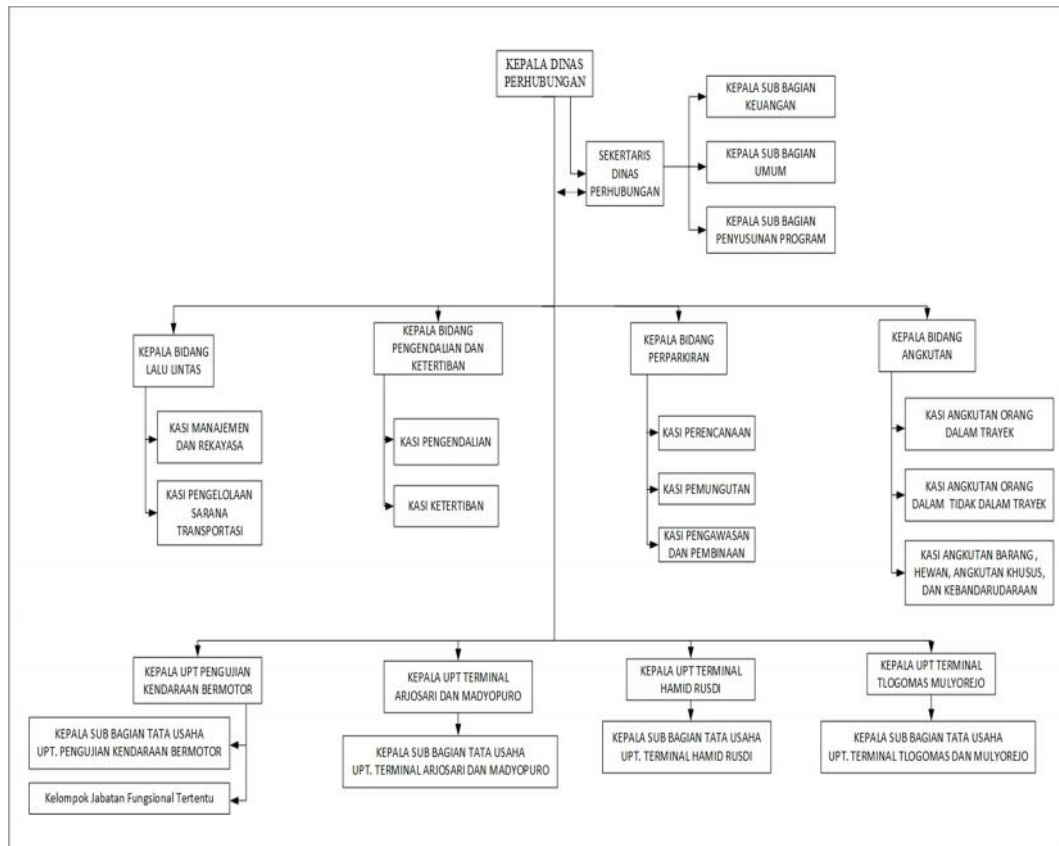 KEPALA DINAS
PERHUBUNGAN
KEPALA SUB BAGIAN
KEUANGAN
SEKERTARIS
DINAS
PERHUBUNGAN
KEPALA SUB BAGIAN
UMUM
KEPALA SUB BAGIAN
PENYUSUNAN PROGRAM
KEPALA BIDANG
LALU LINTAS
KEPALA BIDANG
PENGENDALIAN DAN
KETERTIBAN
KEPALA BIDANG
PERPARKIRAN
KEPALA BIDANG
ANGKUTAN
KASI MANAJEMEN
DAN REKAYASA
KASI PENGELOLAAN
SARANA
TRANSPORTASI
KASI PENGENDALIAN
KASI KETERTIBAN
KASI PERENCANAAN
KASI PEMUNGUTAN
KASI PENGAWASAN
DAN PEMBINAAN
KASI ANGKUTAN ORANG
DALAM TRAYEK
KASI ANGKUTAN ORANG
DALAM TIDAK DALAM TRAYEK
KASI ANGKUTAN BARANG ,
HEWAN, ANGKUTAN KHUSUS,
DAN KEBANDARUDARAAN
KEPALA UPT PENGUJIAN
KENDARAAN BERMOTOR
KEPALA UPT TERMINAL
ARJOSARI DAN MADYOPURO
KEPALA UPT TERMINAL
HAMID RUSDI
KEPALA UPT TERMINAL
TLOGOMAS MULYOREJO
KEPALA SUB BAGIAN TATA USAHA
UPT. PENGUJIAN KENDARAAN BERMOTOR
Kelompok Jabatan Fungsional Tertentu
KEPALA SUB BAGIAN TATA USAHA
UPT. TERMINAL ARJOSARI DAN MADYOPURO
KEPALA SUB BAGIAN TATA USAHA
UPT. TERMINAL HAMID RUSDI
KEPALA SUB BAGIAN TATA USAHA
UPT. TERMINAL TLOGOMAS DAN MULYOREJO